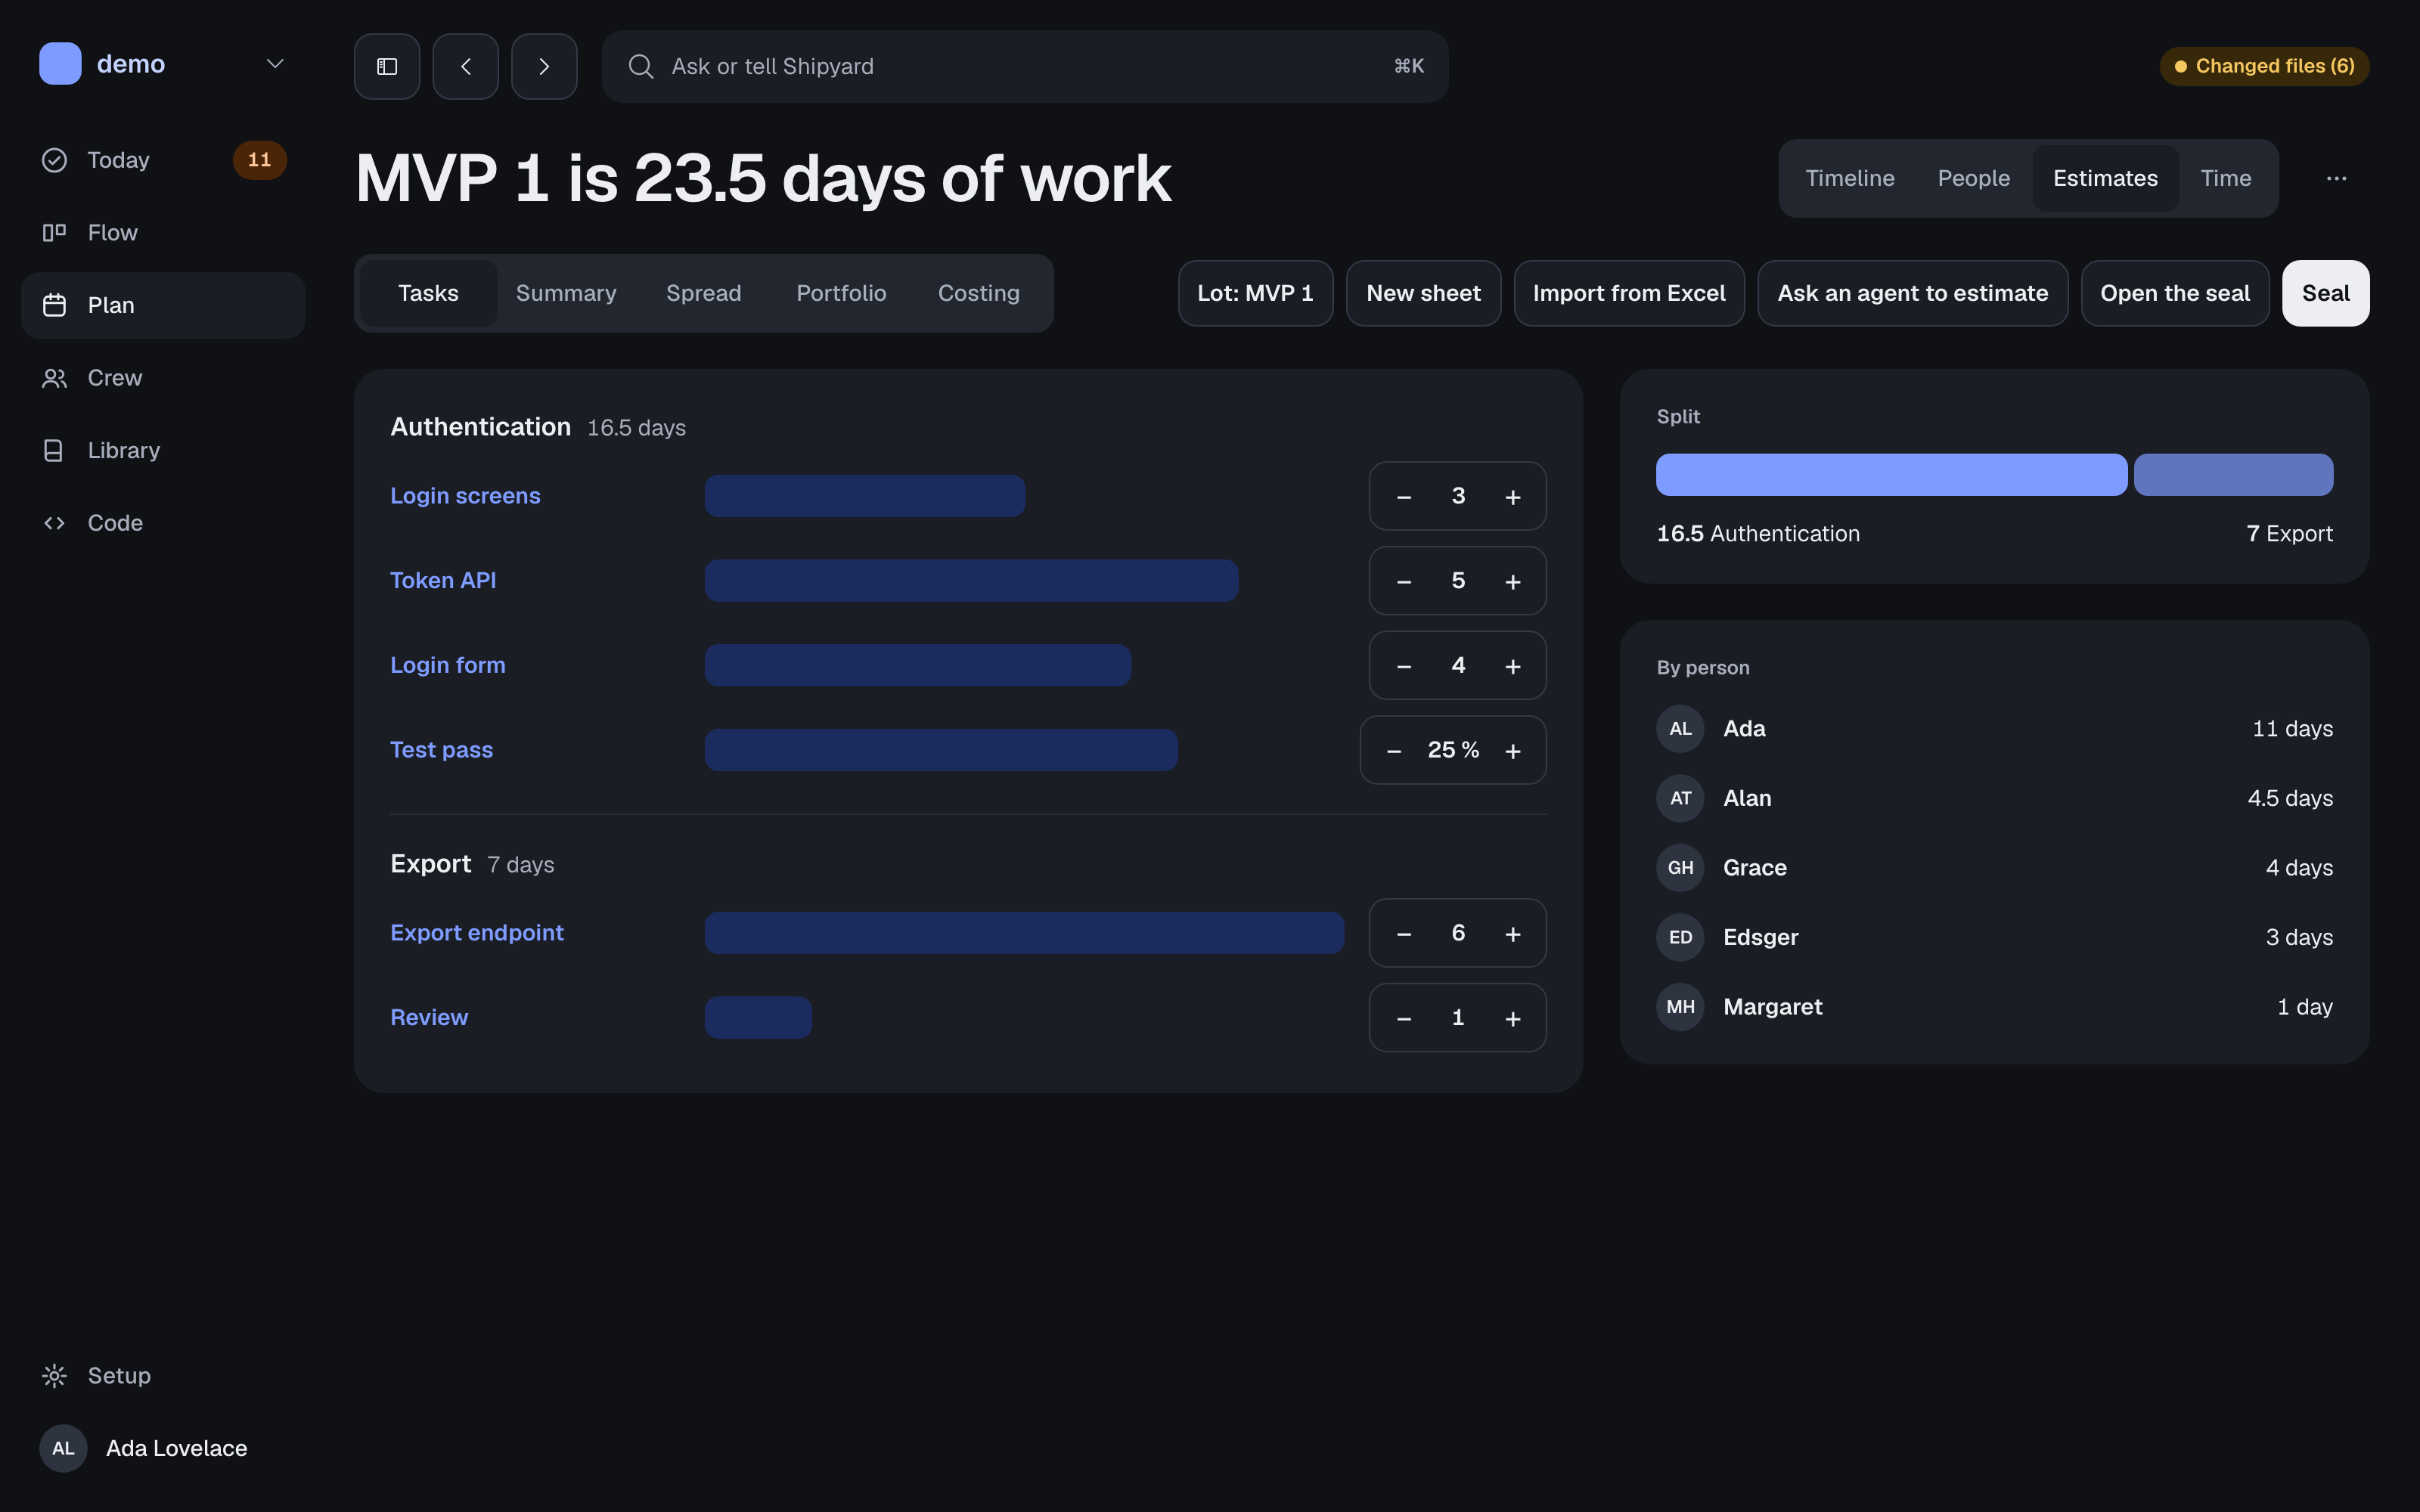 demo
Ask or tell Shipyard ⌘K
Changed files (6)
Today 11
Flow
Plan
Crew
Library
Code
Setup
AL Ada Lovelace
MVP 1 is 23.5 days of work
Timeline People Estimates Time
Tasks Summary Spread Portfolio Costing
Lot: MVP 1 New sheet Import from Excel Ask an agent to estimate Open the seal Seal
Authentication 16.5 days
Login screens − 3 +
Token API − 5 +
Login form − 4 +
Test pass − 25 % +
Export 7 days
Export endpoint − 6 +
Review − 1 +
Split
16.5 Authentication 7 Export
By person
AL Ada 11 days
AT Alan 4.5 days
GH Grace 4 days
ED Edsger 3 days
MH Margaret 1 day